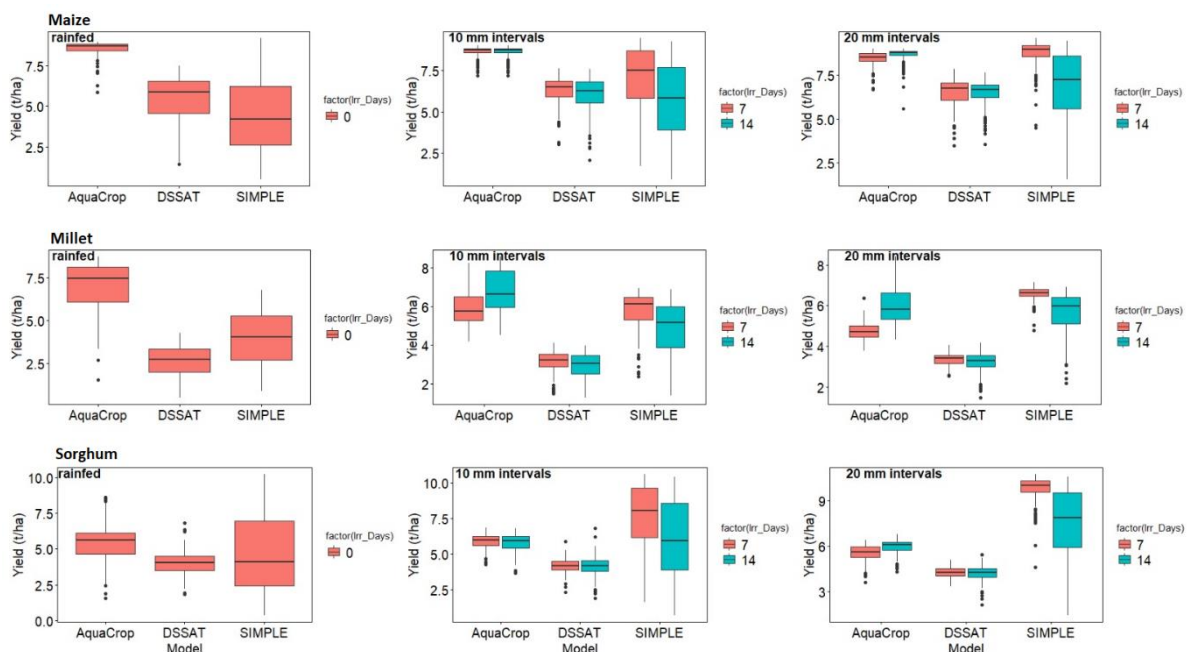 Maize
rainfed
Yield (t/ha)
7.5
5.0
2.5
AquaCrop DSSAT SIMPLE
factor(Irr_Days)
0
10 mm intervals
Yield (t/ha)
7.5
5.0
2.5
AquaCrop DSSAT SIMPLE
factor(Irr_Days)
7
14
20 mm intervals
Yield (t/ha)
7.5
5.0
2.5
AquaCrop DSSAT SIMPLE
factor(Irr_Days)
7
14
Millet
rainfed
Yield (t/ha)
7.5
5.0
2.5
AquaCrop DSSAT SIMPLE
factor(Irr_Days)
0
10 mm intervals
Yield (t/ha)
8
6
4
2
AquaCrop DSSAT SIMPLE
factor(Irr_Days)
7
14
20 mm intervals
Yield (t/ha)
8
6
4
2
AquaCrop DSSAT SIMPLE
factor(Irr_Days)
7
14
Sorghum
rainfed
Yield (t/ha)
10.0
7.5
5.0
2.5
0.0
AquaCrop DSSAT SIMPLE
Model
factor(Irr_Days)
0
10 mm intervals
Yield (t/ha)
10.0
7.5
5.0
2.5
AquaCrop DSSAT SIMPLE
Model
factor(Irr_Days)
7
14
20 mm intervals
Yield (t/ha)
9
6
3
AquaCrop DSSAT SIMPLE
Model
factor(Irr_Days)
7
14